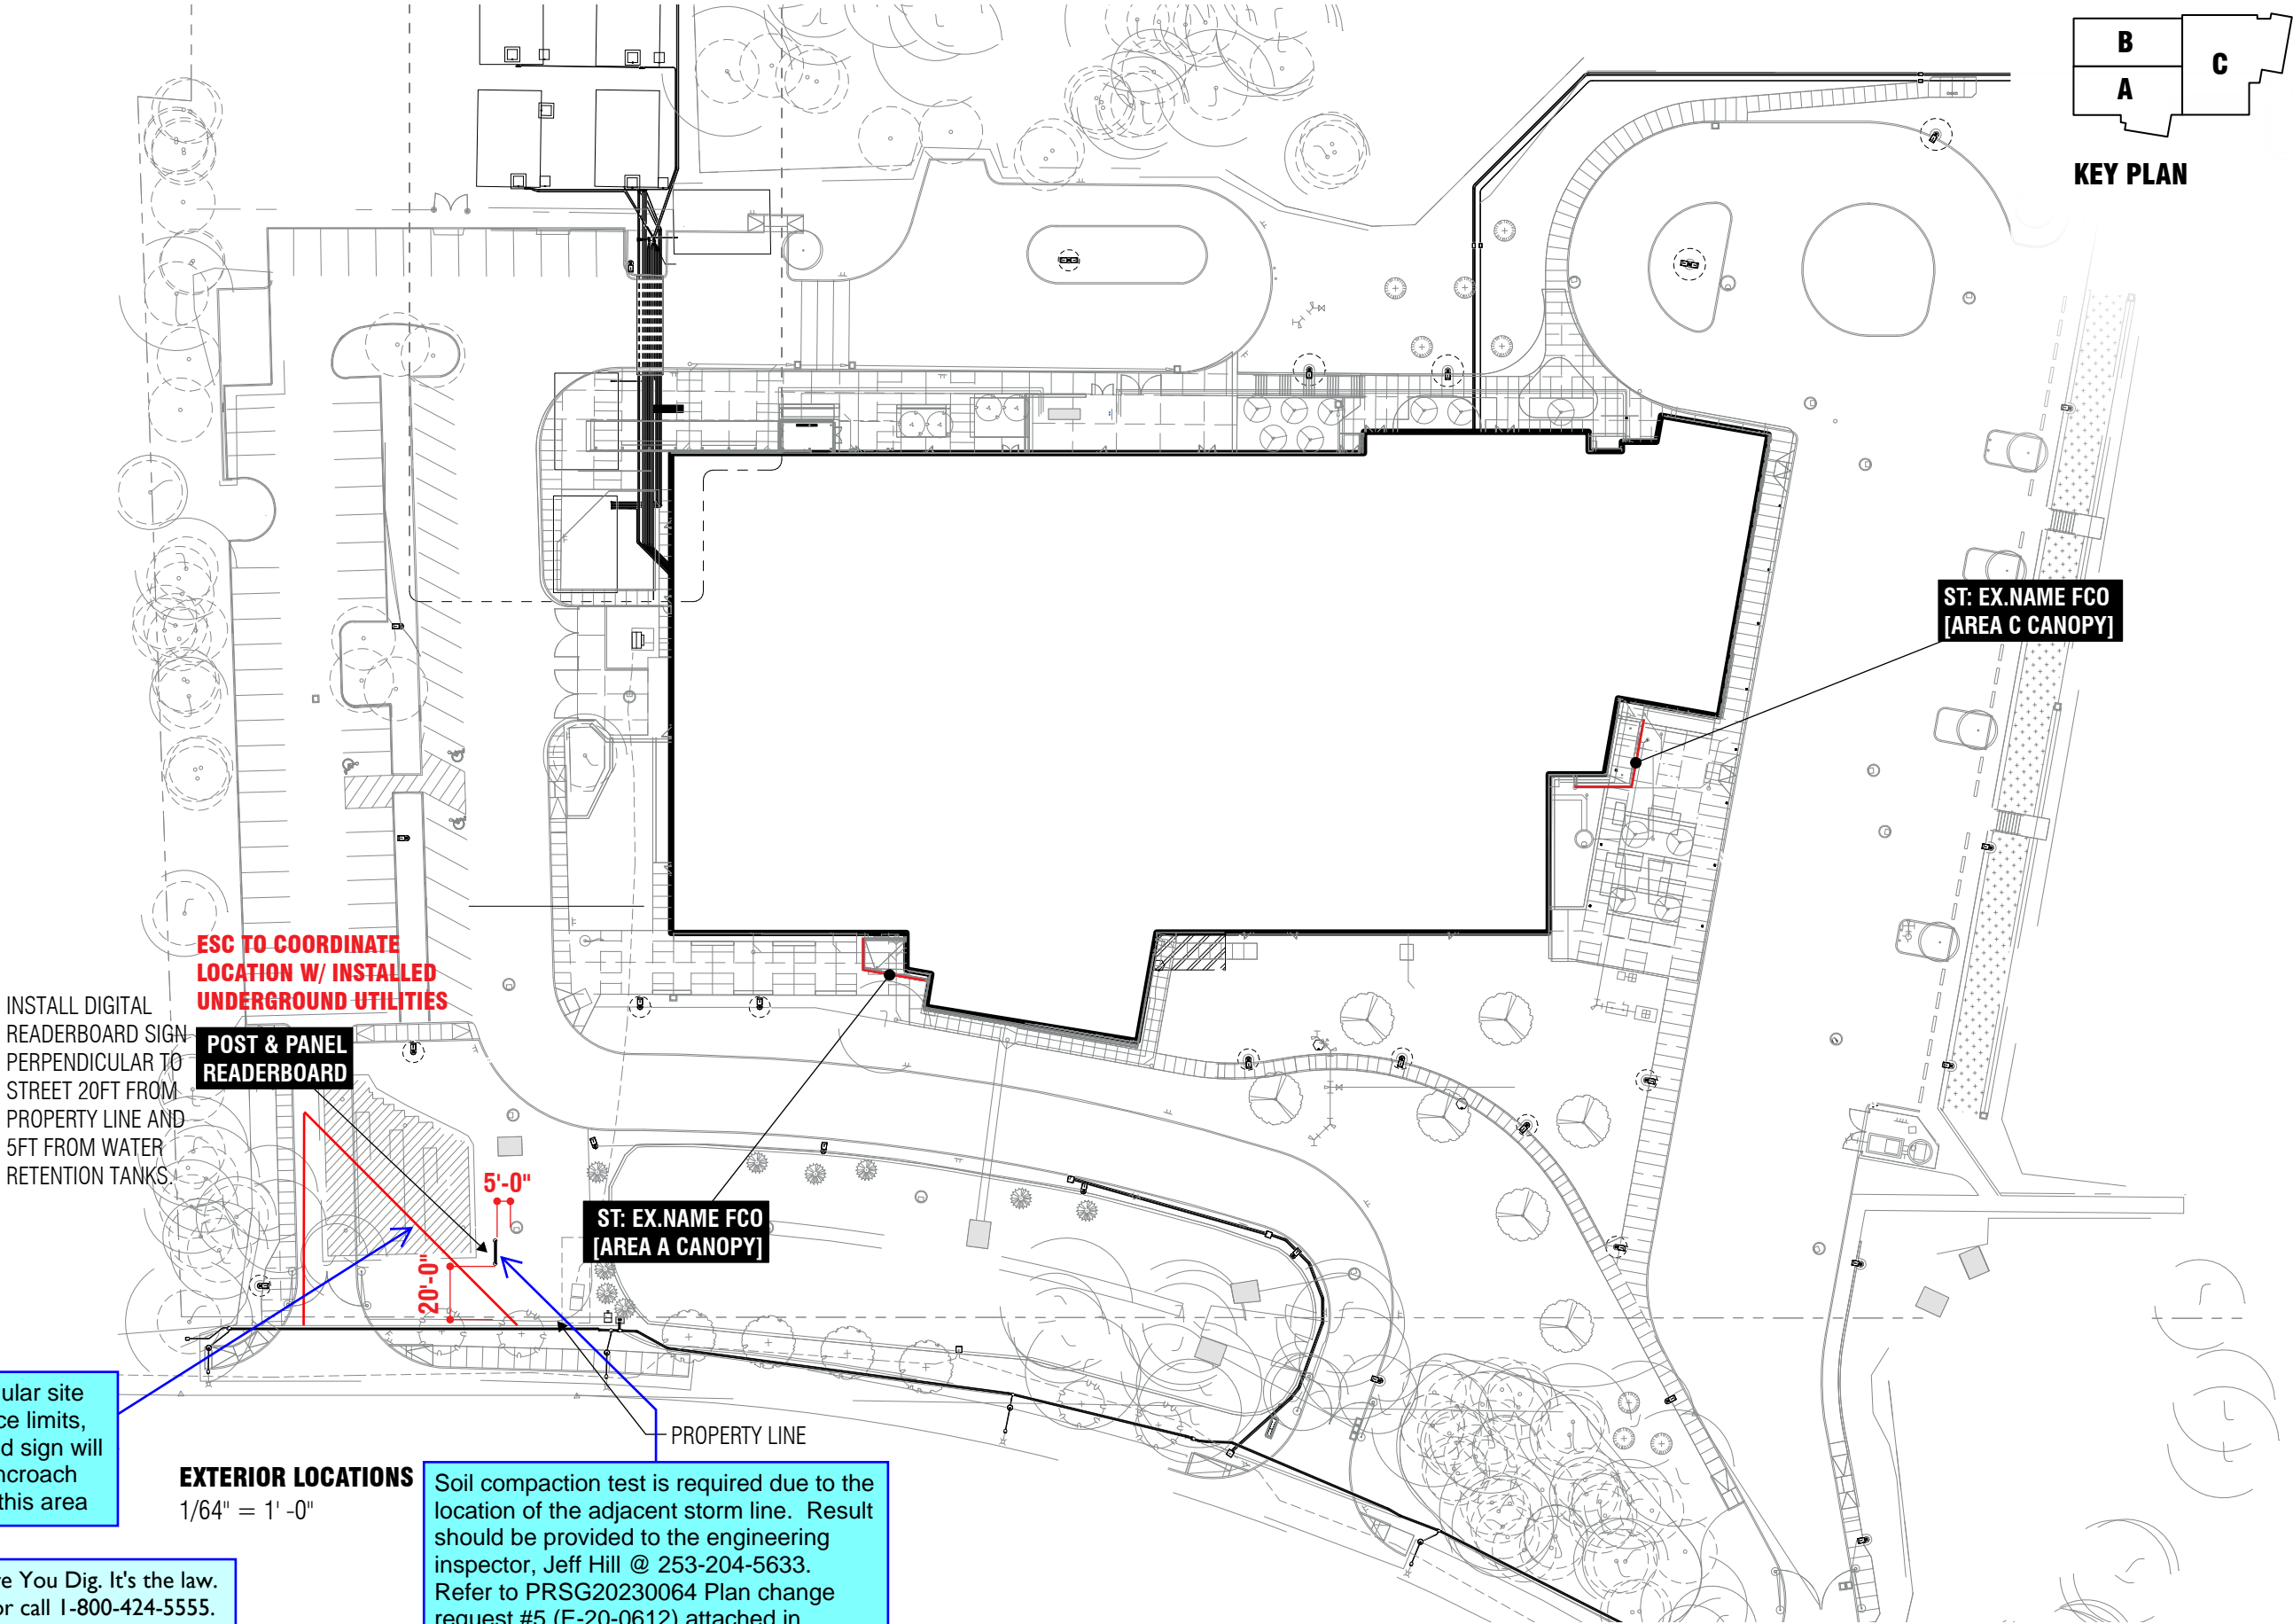 B
C
A
KEY PLAN
ST: EX.NAME FCO
[AREA C CANOPY]
ESC TO COORDINATE
LOCATION W/ INSTALLED
UNDERGROUND UTILITIES
INSTALL DIGITAL
READERBOARD SIGN
PERPENDICULAR TO
STREET 20FT FROM
PROPERTY LINE AND
5FT FROM WATER
RETENTION TANKS.
POST & PANEL
READERBOARD
5'-0"
20'-0"
ST: EX.NAME FCO
[AREA A CANOPY]
PROPERTY LINE
ular site
ce limits,
d sign will
ncroach
this area
EXTERIOR LOCATIONS
1/64" = 1' -0"
Soil compaction test is required due to the
location of the adjacent storm line. Result
should be provided to the engineering
inspector, Jeff Hill @ 253-204-5633.
Refer to PRSG20230064 Plan change
request #5 (E-20-0612) attached in
e You Dig. It's the law.
or call 1-800-424-5555.